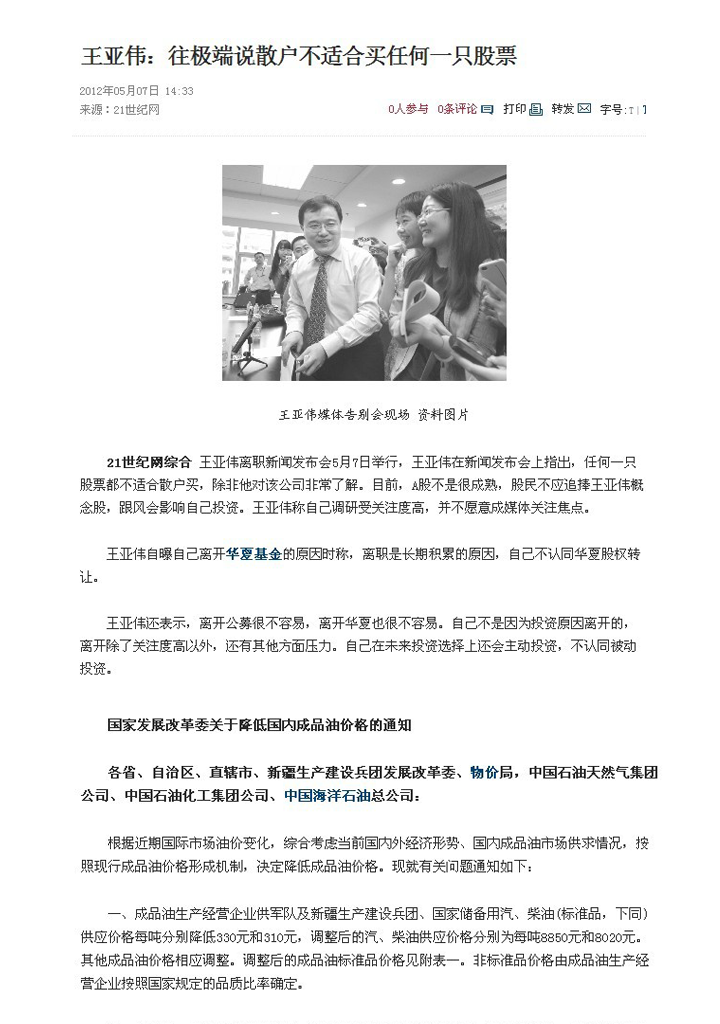 王亚伟：往极端说散户不适合买任何一只股票
2012年05月07日 14:33
来源：21世纪网
0人参与 0条评论 打印 转发 字号:T|T
王亚伟媒体告别会现场 资料图片
21世纪网综合 王亚伟离职新闻发布会5月7日举行，王亚伟在新闻发布会上指出，任何一只
股票都不适合散户买，除非他对该公司非常了解。目前，A股不是很成熟，股民不应追捧王亚伟概
念股，跟风会影响自己投资。王亚伟称自己调研受关注度高，并不愿意成媒体关注焦点。
王亚伟自曝自己离开华夏基金的原因时称，离职是长期积累的原因，自己不认同华夏股权转
让。
王亚伟还表示，离开公募很不容易，离开华夏也很不容易。自己不是因为投资原因离开的，
离开除了关注度高以外，还有其他方面压力。自己在未来投资选择上还会主动投资，不认同被动
投资。
国家发展改革委关于降低国内成品油价格的通知
各省、自治区、直辖市、新疆生产建设兵团发展改革委、物价局，中国石油天然气集团
公司、中国石油化工集团公司、中国海洋石油总公司：
根据近期国际市场油价变化，综合考虑当前国内外经济形势、国内成品油市场供求情况，按
照现行成品油价格形成机制，决定降低成品油价格。现就有关问题通知如下：
一、成品油生产经营企业供军队及新疆生产建设兵团、国家储备用汽、柴油(标准品，下同)
供应价格每吨分别降低330元和310元，调整后的汽、柴油供应价格分别为每吨8850元和8020元。
其他成品油价格相应调整。调整后的成品油标准品价格见附表一。非标准品价格由成品油生产经
营企业按照国家规定的品质比率确定。